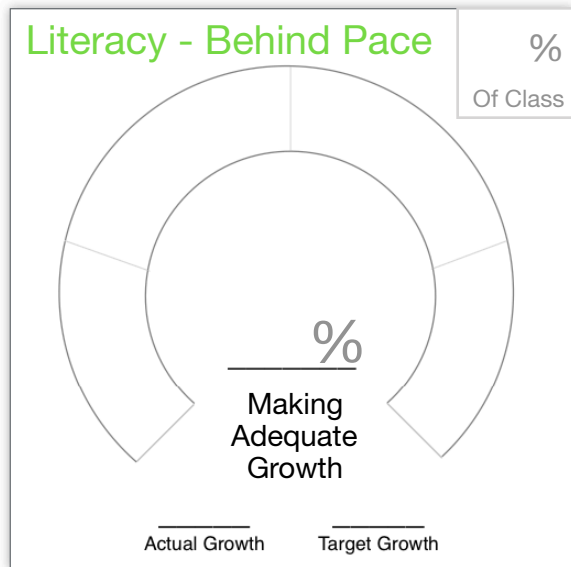 Literacy - Behind Pace
%
Of Class
%
Making
Adequate
Growth
Actual Growth
Target Growth